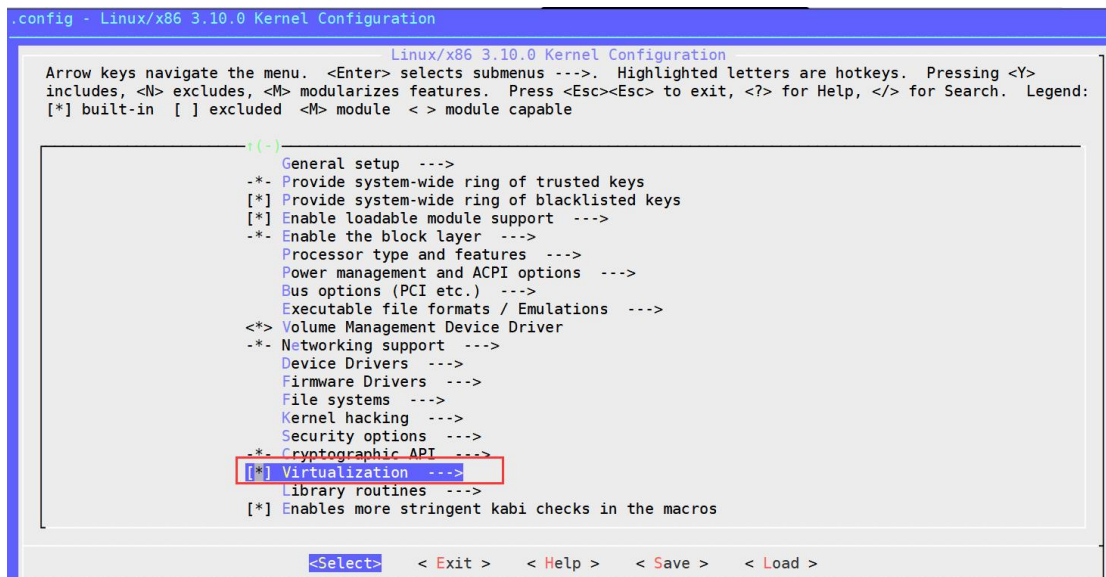 .config - Linux/x86 3.10.0 Kernel Configuration
Linux/x86 3.10.0 Kernel Configuration
Arrow keys navigate the menu.  <Enter> selects submenus --->.  Highlighted letters are hotkeys.  Pressing <Y>
includes, <N> excludes, <M> modularizes features.  Press <Esc><Esc> to exit, <?> for Help, </> for Search.  Legend:
[*] built-in  [ ] excluded  <M> module  < > module capable
↑(-)
General setup  --->
-*- Provide system-wide ring of trusted keys
[*] Provide system-wide ring of blacklisted keys
[*] Enable loadable module support  --->
-*- Enable the block layer  --->
Processor type and features  --->
Power management and ACPI options  --->
Bus options (PCI etc.)  --->
Executable file formats / Emulations  --->
<*> Volume Management Device Driver
-*- Networking support  --->
Device Drivers  --->
Firmware Drivers  --->
File systems  --->
Kernel hacking  --->
Security options  --->
-*- Cryptographic API  --->
[*] Virtualization  --->
Library routines  --->
[*] Enables more stringent kabi checks in the macros
<Select>    < Exit >    < Help >    < Save >    < Load >